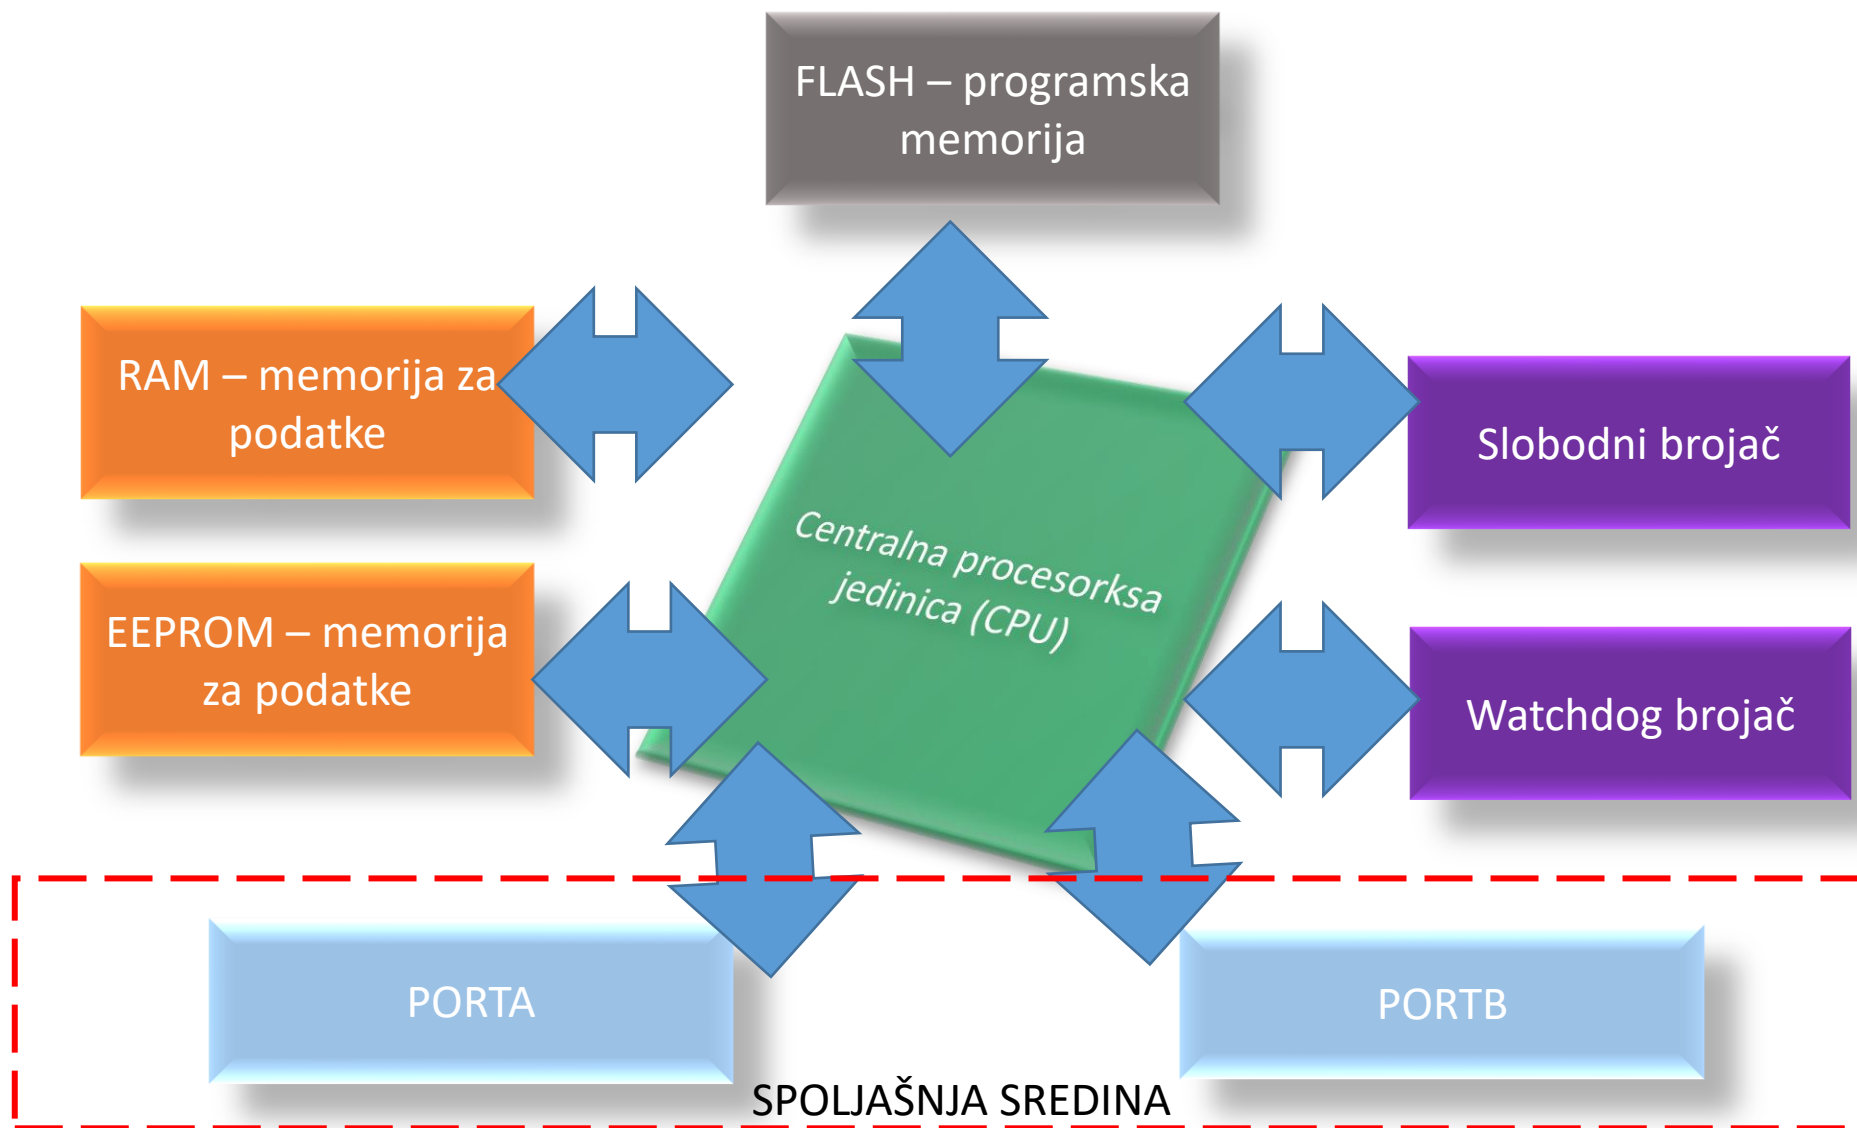 FLASH – programska
memorija
RAM – memorija za
podatke
Slobodni brojač
Centralna procesorksa
jedinica (CPU)
EEPROM – memorija
za podatke
Watchdog brojač
PORTA
PORTB
SPOLJAŠNJA SREDINA